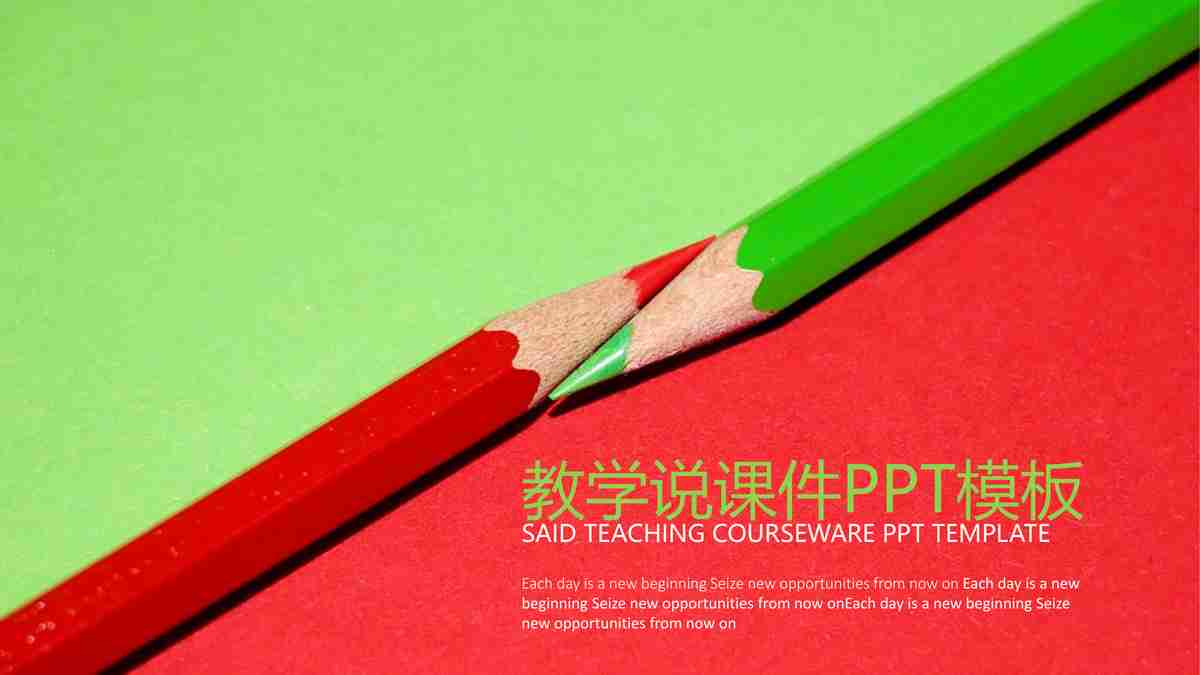 教学说课件PPT模板
SAID TEACHING COURSEWARE PPT TEMPLATE
Each day is a new beginning Seize new opportunities from now on Each day is a new
beginning Seize new opportunities from now onEach day is a new beginning Seize
new opportunities from now on